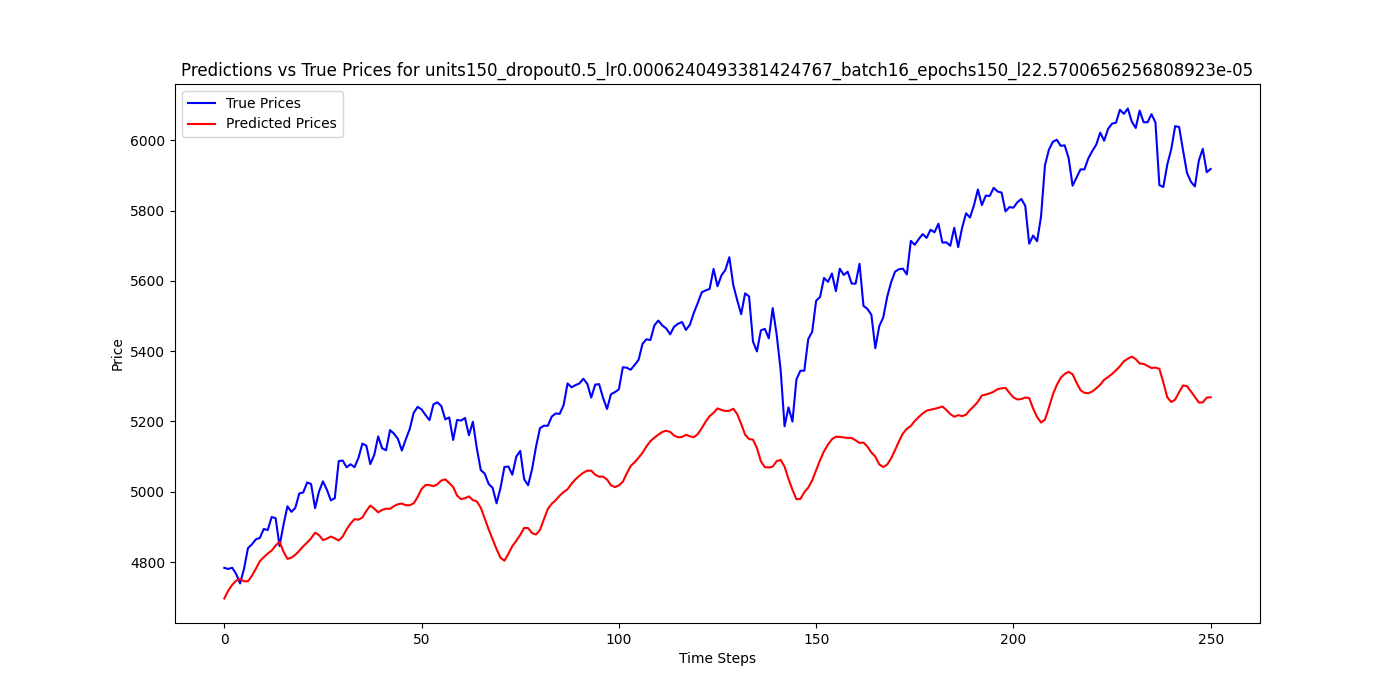 Predictions vs True Prices for units150_dropout0.5_lr0.0006240493381424767_batch16_epochs150_l22.5700656256808923e-05
True Prices
Predicted Prices
6000
5800
5600
5400
5200
5000
4800
Price
0 50 100 150 200 250
Time Steps